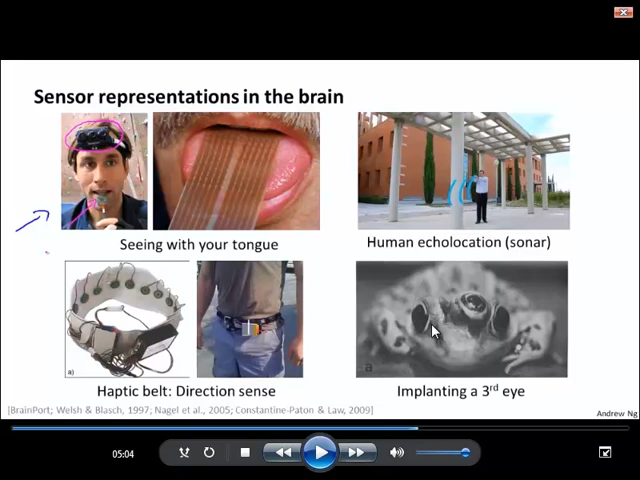 Sensor representations in the brain
Seeing with your tongue
Human echolocation (sonar)
a)
a
Haptic belt: Direction sense
Implanting a 3rd eye
[BrainPort; Welsh & Blasch, 1997; Nagel et al., 2005; Constantine-Paton & Law, 2009]
Andrew Ng
05:04